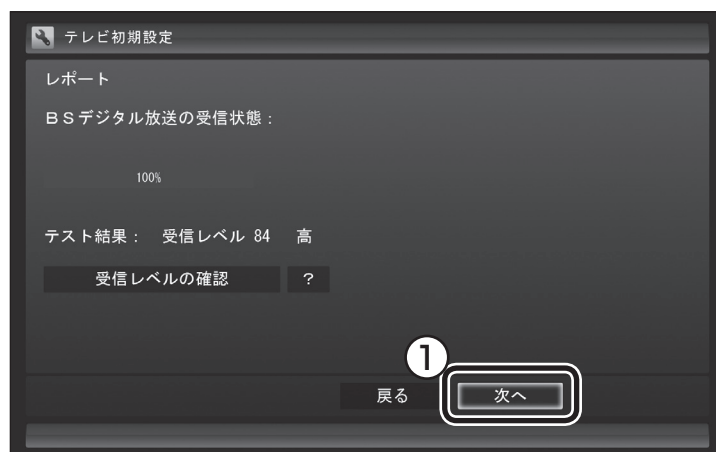 テレビ初期設定
レポート
BSデジタル放送の受信状態：
100%
テスト結果： 受信レベル 84 高
受信レベルの確認 ?
①
戻る 次へ